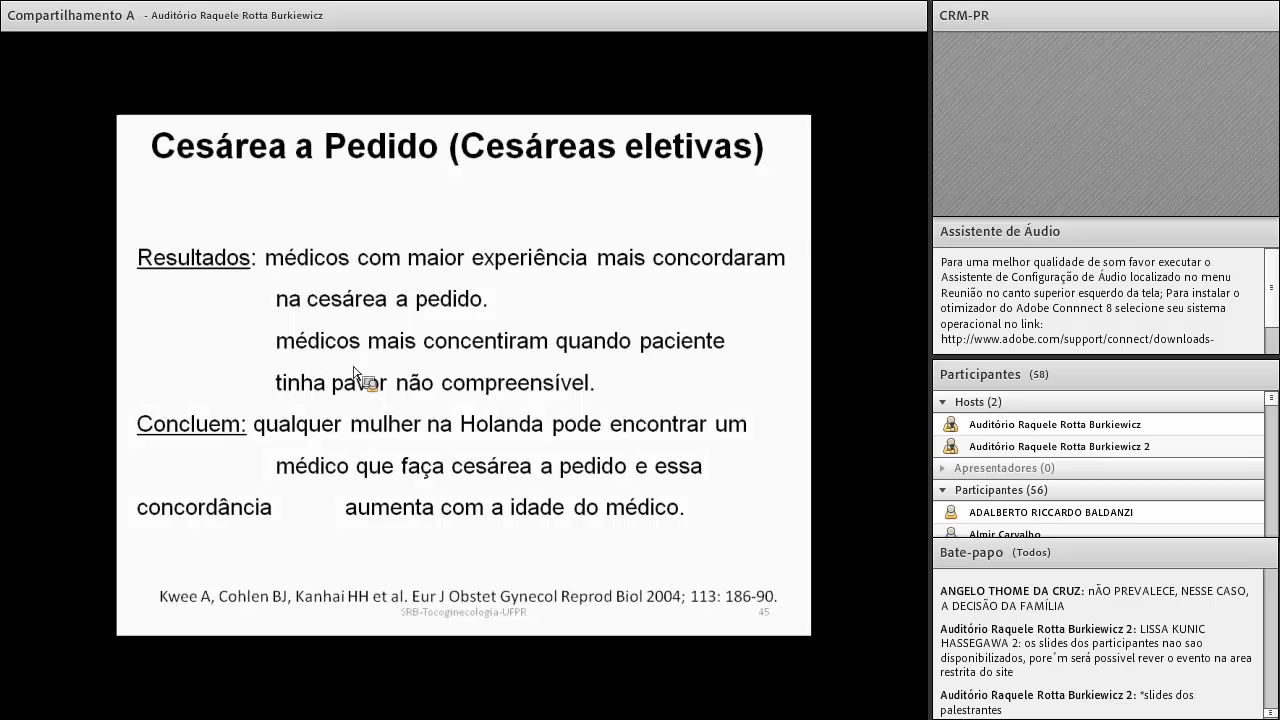 Compartilhamento A - Auditório Raquele Rotta Burkiewicz
Cesárea a Pedido (Cesáreas eletivas)
Resultados: médicos com maior experiência mais concordaram
na cesárea a pedido.
médicos mais concentiram quando paciente
tinha pavor não compreensível.
Concluem: qualquer mulher na Holanda pode encontrar um
médico que faça cesárea a pedido e essa
concordância aumenta com a idade do médico.
Kwee A, Cohlen BJ, Kanhai HH et al. Eur J Obstet Gynecol Reprod Biol 2004; 113: 186-90.
SRB-Tocoginecologia-UFPR 45
CRM-PR
Assistente de Áudio
Para uma melhor qualidade de som favor executar o
Assistente de Configuração de Áudio localizado no menu
Reunião no canto superior esquerdo da tela; Para instalar o
otimizador do Adobe Connnect 8 selecione seu sistema
operacional no link:
http://www.adobe.com/support/connect/downloads-
Participantes (58)
Hosts (2)
Auditório Raquele Rotta Burkiewicz
Auditório Raquele Rotta Burkiewicz 2
Apresentadores (0)
Participantes (56)
ADALBERTO RICCARDO BALDANZI
Almir Carvalho
Bate-papo (Todos)
ANGELO THOME DA CRUZ: nÃO PREVALECE, NESSE CASO,
A DECISÃO DA FAMÍLIA
Auditório Raquele Rotta Burkiewicz 2: LISSA KUNIC
HASSEGAWA 2: os slides dos participantes nao sao
disponibilizados, pore´m será possivel rever o evento na area
restrita do site
Auditório Raquele Rotta Burkiewicz 2: *slides dos
palestrantes